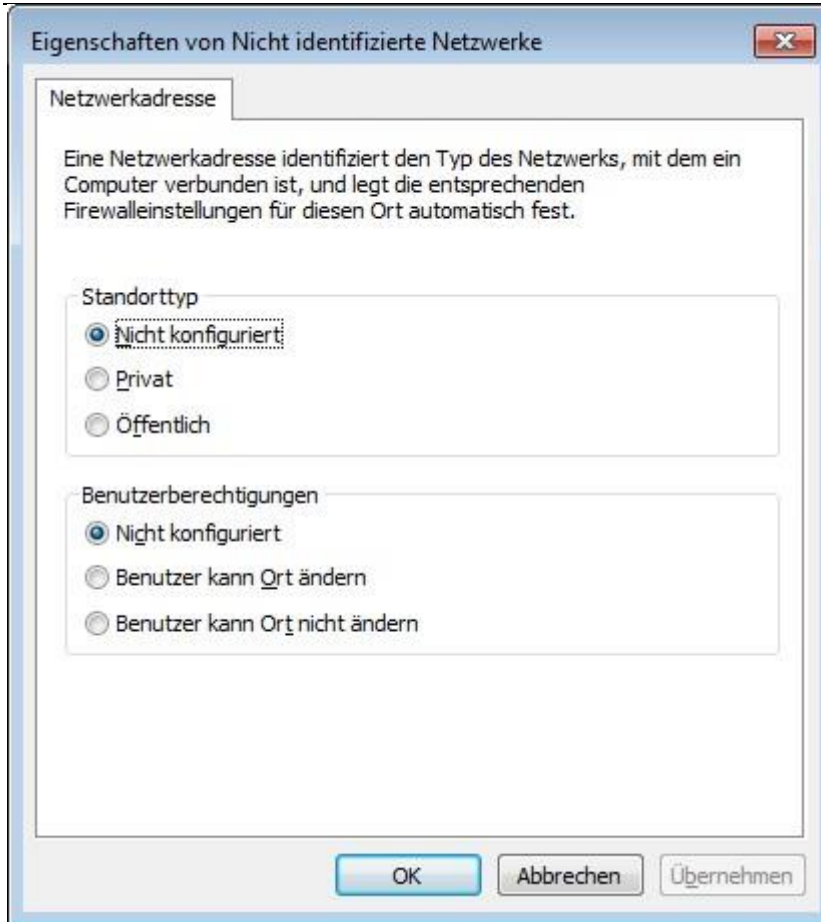 Eigenschaften von Nicht identifizierte Netzwerke
Netzwerkadresse
Eine Netzwerkadresse identifiziert den Typ des Netzwerks, mit dem ein
Computer verbunden ist, und legt die entsprechenden
Firewalleinstellungen für diesen Ort automatisch fest.
Standorttyp
Nicht konfiguriert
Privat
Öffentlich
Benutzerberechtigungen
Nicht konfiguriert
Benutzer kann Ort ändern
Benutzer kann Ort nicht ändern
OK Abbrechen Übernehmen